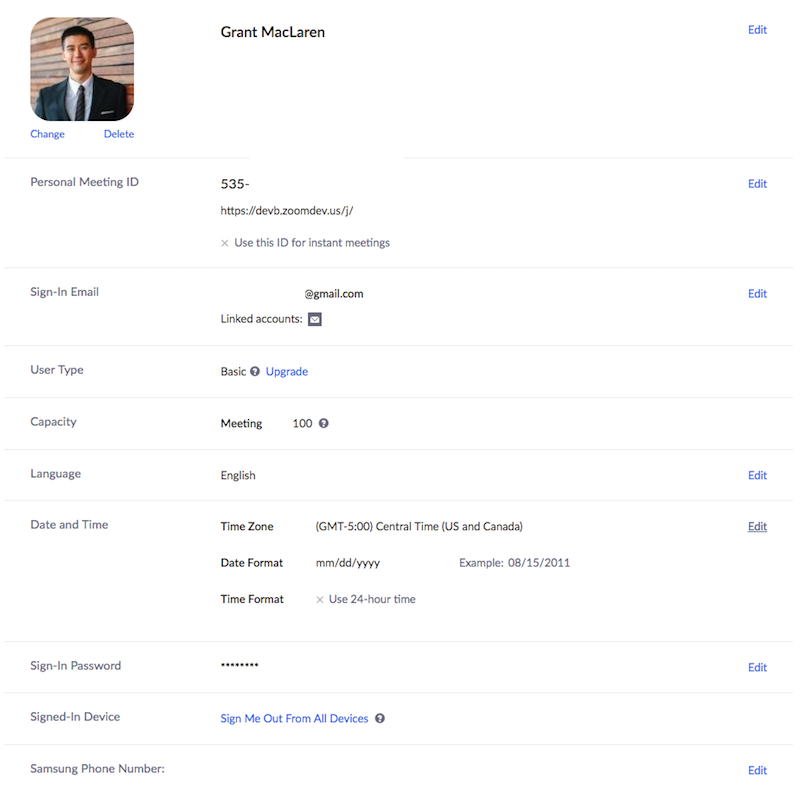 Grant MacLaren
Edit
Change Delete
Personal Meeting ID 535- Edit
https://devb.zoomdev.us/j/
× Use this ID for instant meetings
Sign-In Email @gmail.com Edit
Linked accounts:
User Type Basic ? Upgrade
Capacity Meeting 100 ?
Language English Edit
Date and Time Time Zone (GMT-5:00) Central Time (US and Canada) Edit
Date Format mm/dd/yyyy Example: 08/15/2011
Time Format × Use 24-hour time
Sign-In Password ******** Edit
Signed-In Device Sign Me Out From All Devices ?
Samsung Phone Number: Edit